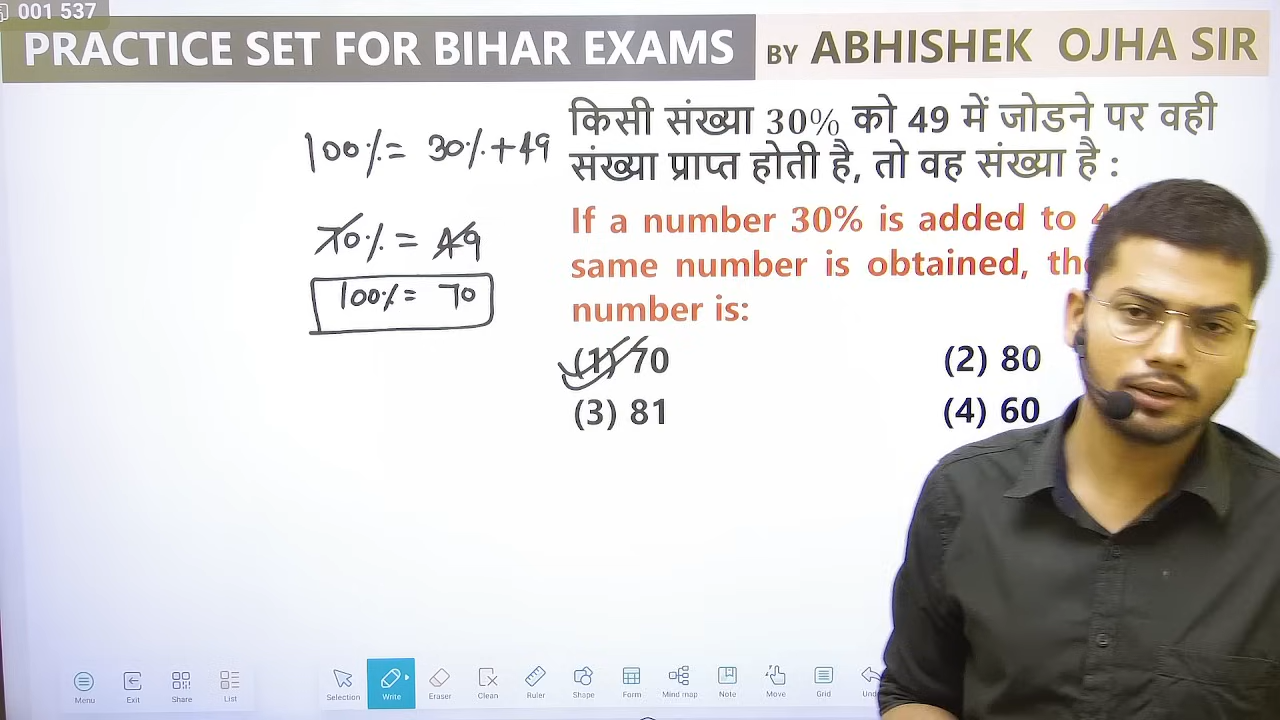 001 537
PRACTICE SET FOR BIHAR EXAMS BY ABHISHEK OJHA SIR
किसी संख्या 30% को 49 में जोडने पर वही
संख्या प्राप्त होती है, तो वह संख्या है :
100% = 30% + 49
If a number 30% is added to 4
70% = 49
same number is obtained,
100% = 70
number is:
(1) 70 (2) 80
(3) 81 (4) 60
Menu Exit Share List Selection Write Eraser Clean Ruler Shape Form Mind map Note Move Grid